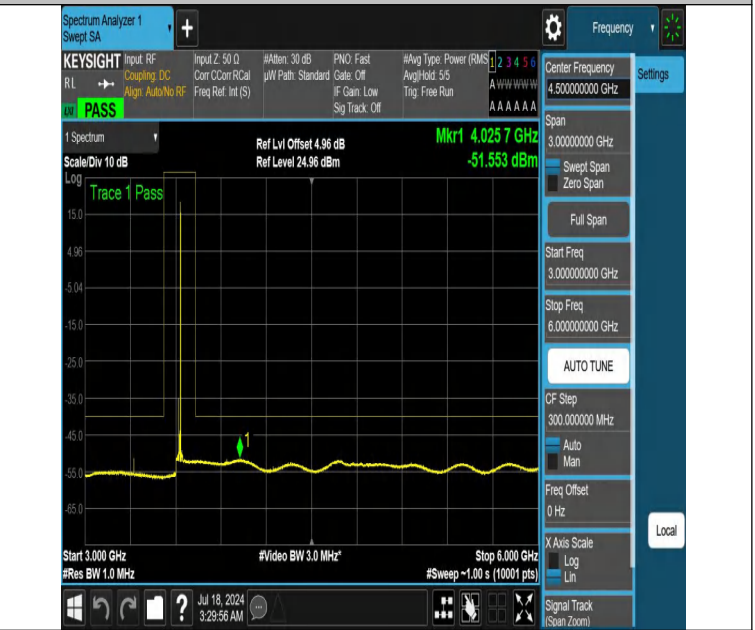 Spectrum Analyzer 1
Swept SA
+
Frequency
KEYSIGHT
RL
PASS
Input: RF
Coupling: DC
Align: Auto/No RF
Input Z: 50 Ω
Corr CCorr RCal
Freq Ref: Int (S)
#Atten: 30 dB
µW Path: Standard
PNO: Fast
Gate: Off
IF Gain: Low
Sig Track: Off
#Avg Type: Power (RMS
Avg|Hold: 5/5
Trig: Free Run
1 2 3 4 5 6
A W W W W W
A A A A A A
Center Frequency
4.500000000 GHz
Settings
1 Spectrum
Scale/Div 10 dB
Ref Lvl Offset 4.96 dB
Ref Level 24.96 dBm
Mkr1 4.025 7 GHz
-51.553 dBm
Log
Trace 1 Pass
15.0
4.96
-5.04
-15.0
-25.0
-35.0
-45.0
-55.0
-65.0
1
Start 3.000 GHz
#Res BW 1.0 MHz
#Video BW 3.0 MHz*
Stop 6.000 GHz
#Sweep ~1.00 s (10001 pts)
Span
3.00000000 GHz
Swept Span
Zero Span
Full Span
Start Freq
3.000000000 GHz
Stop Freq
6.000000000 GHz
AUTO TUNE
CF Step
300.000000 MHz
Auto
Man
Freq Offset
0 Hz
X Axis Scale
Log
Lin
Signal Track
(Span Zoom)
Local
?
Jul 18, 2024
3:29:56 AM